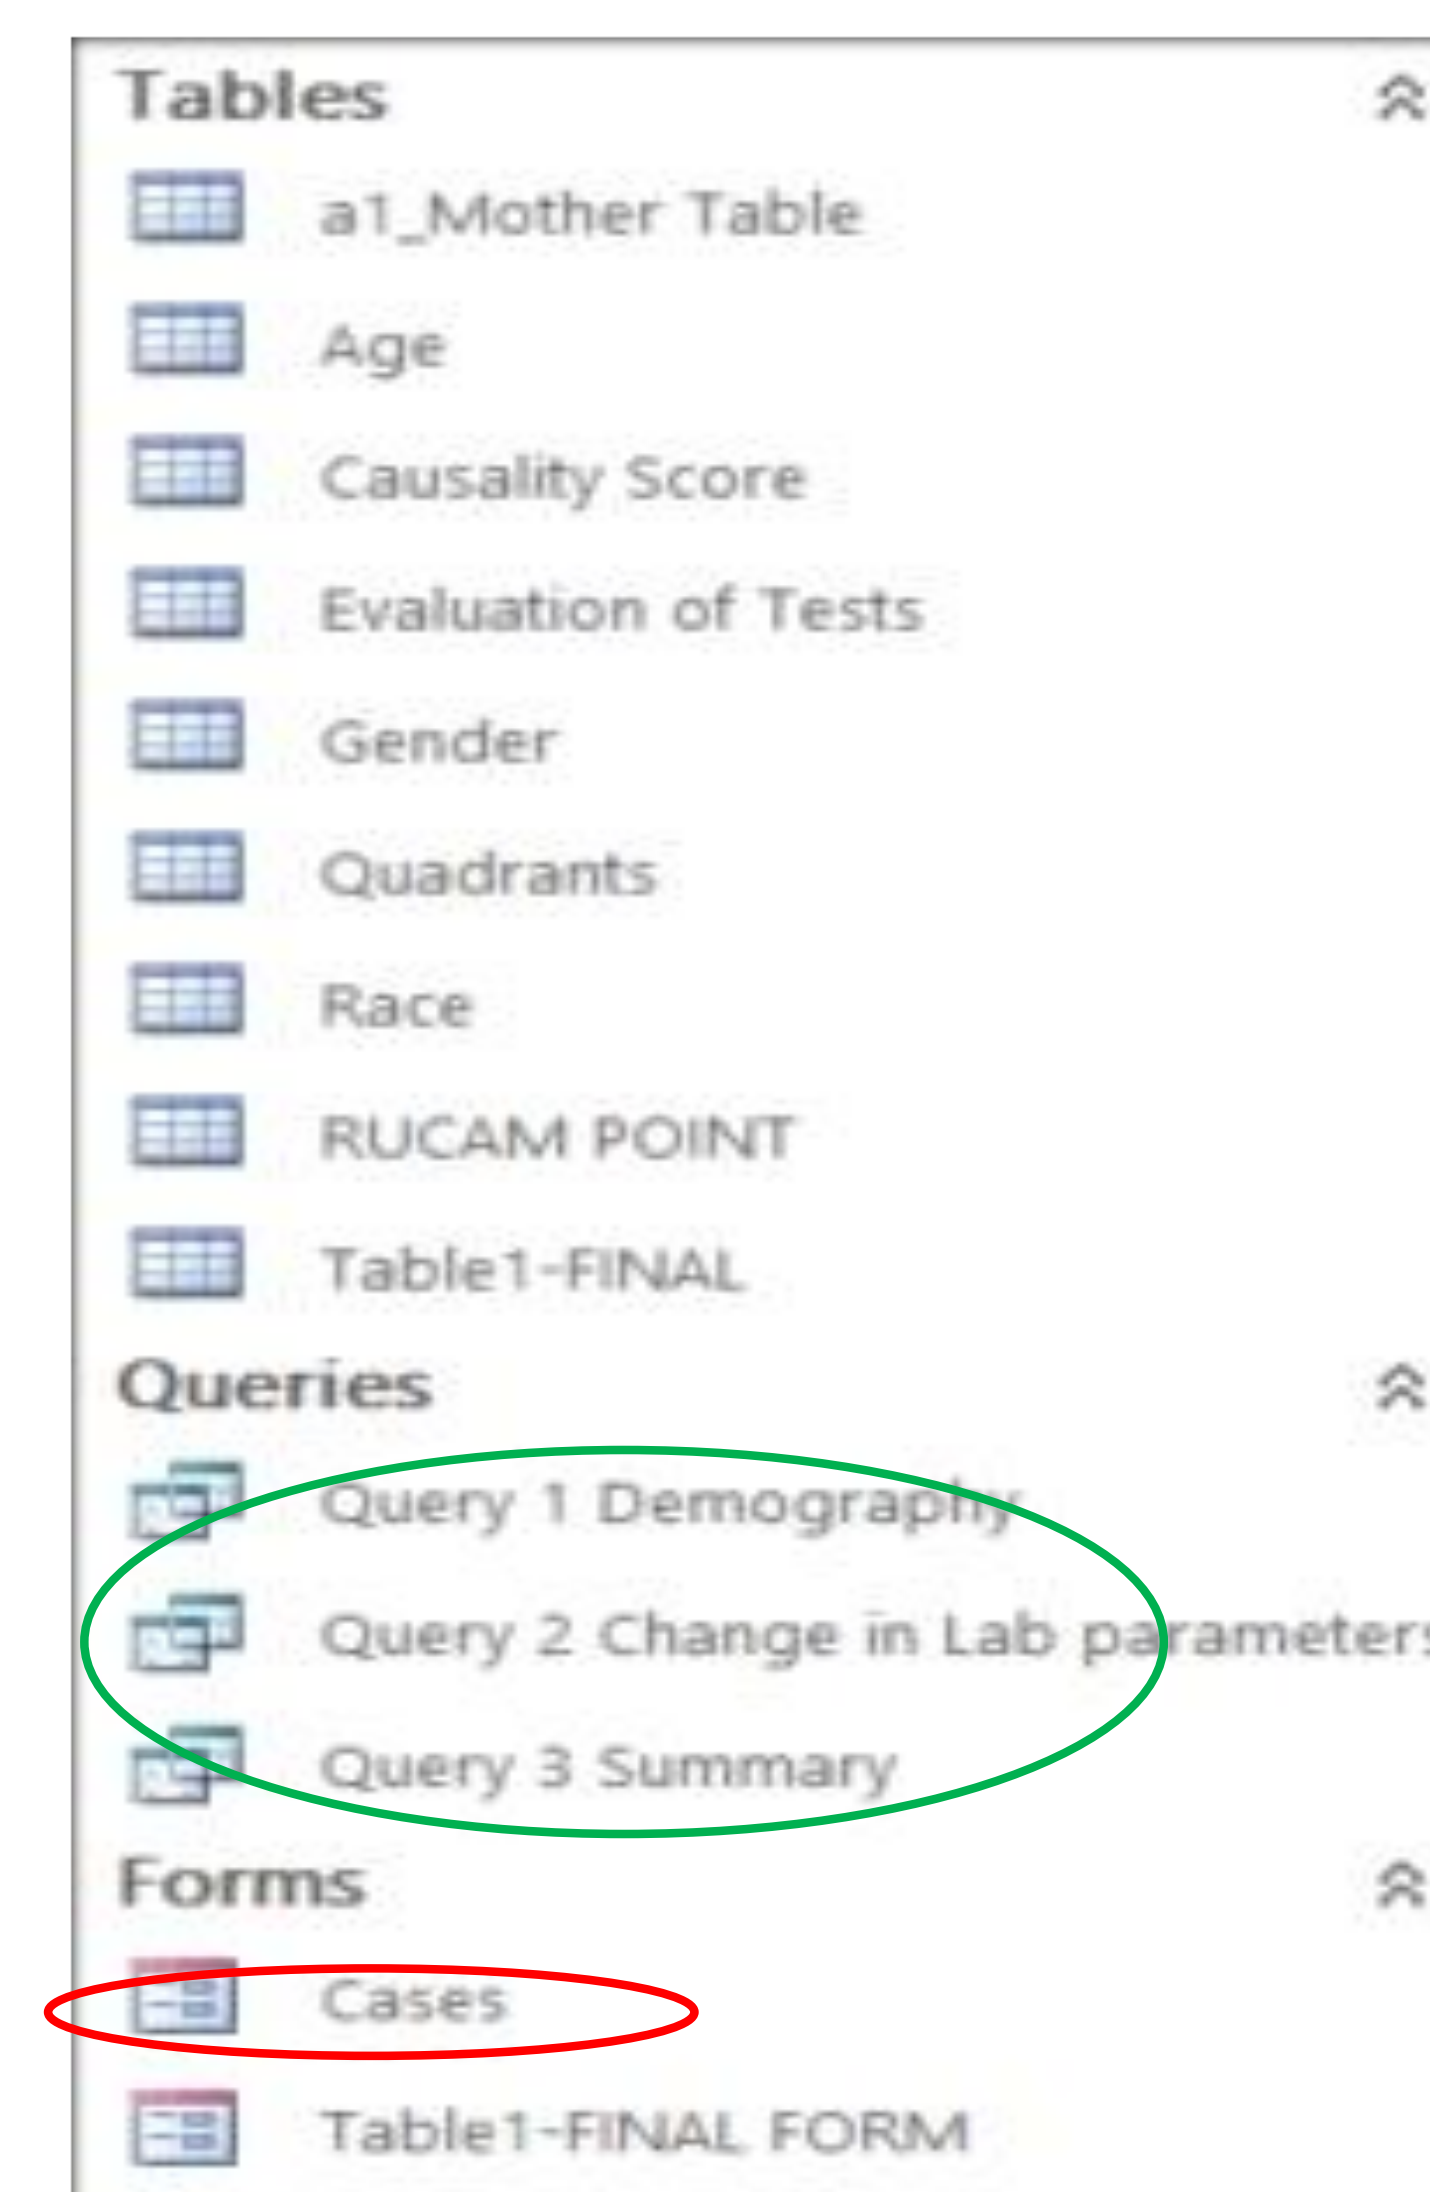 Tables
a1_Mother Table
Age
Causality Score
Evaluation of Tests
Gender
Quadrants
Race
RUCAM POINT
Table1-FINAL
Queries
Query 1 Demography
Query 2 Change in Lab parameters
Query 3 Summary
Forms
Cases
Table1-FINAL FORM